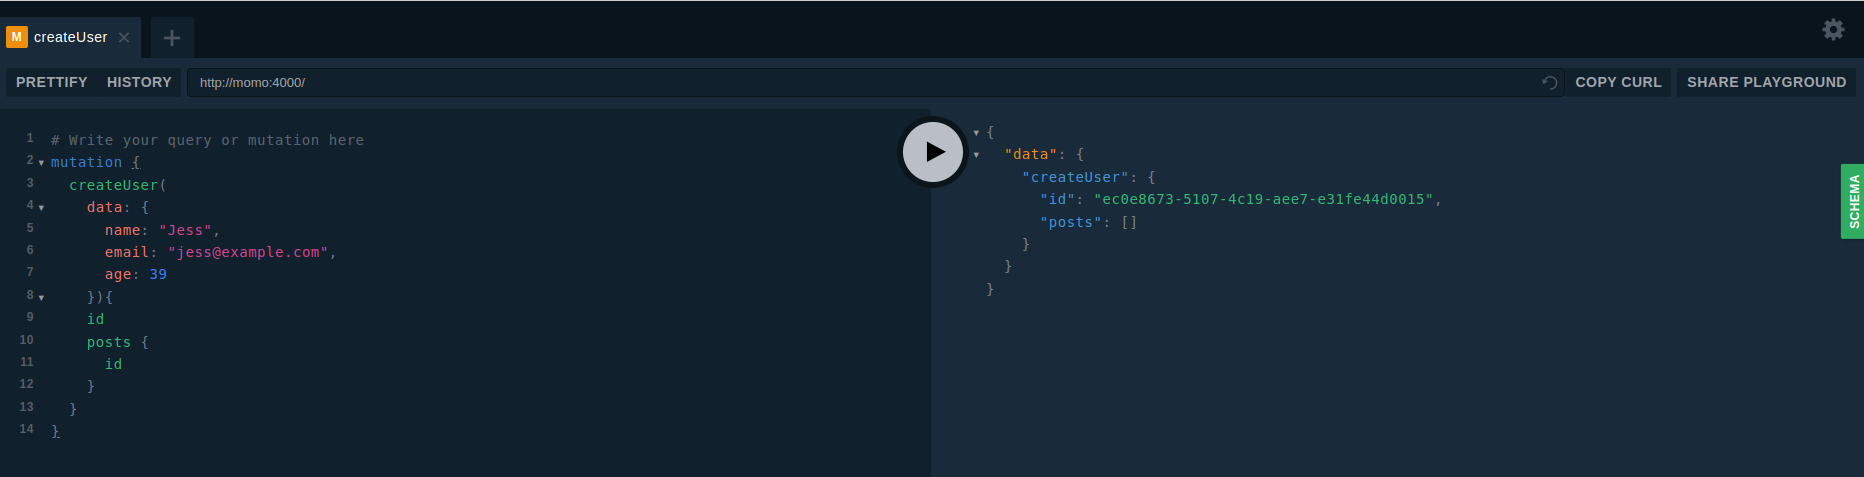 M createUser
PRETTIFY HISTORY http://momo:4000/ COPY CURL SHARE PLAYGROUND
1 # Write your query or mutation here
2 mutation {
3 createUser(
4 data: {
5 name: "Jess",
6 email: "jess@example.com",
7 age: 39
8 }){
9 id
10 posts {
11 id
12 }
13 }
14 }
{
"data": {
"createUser": {
"id": "ec0e8673-5107-4c19-aee7-e31fe44d0015",
"posts": []
}
}
}
SCHEMA